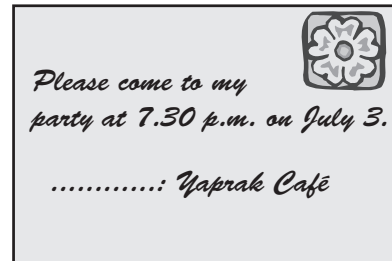 Please come to my
party at 7.30 p.m. on July 3.
............: Yaprak Café